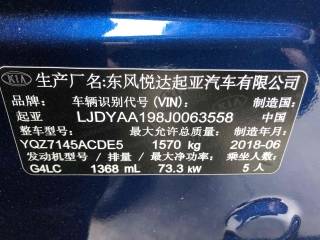 KIA 生产厂名:东风悦达起亚汽车有限公司
品牌: 车辆识别代号(VIN): 制造国:
起亚 LJDYAA198J0063558 中国
整车型号: 最大允许总质量: 制造年月:
YQZ7145ACDE5 1570 kg 2018-06
发动机型号: 排量: 最大净功率: 乘坐人数:
G4LC 1368 mL 73.3 kW 5 人